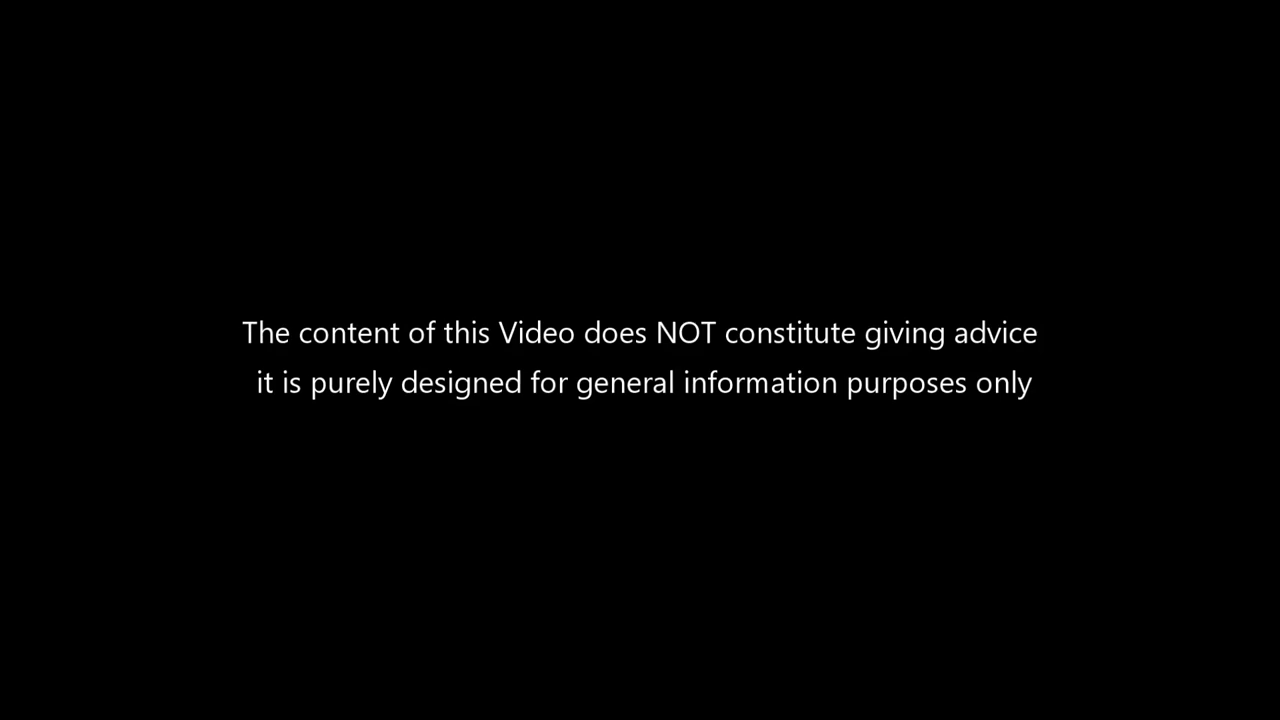 The content of this Video does NOT constitute giving advice
it is purely designed for general information purposes only